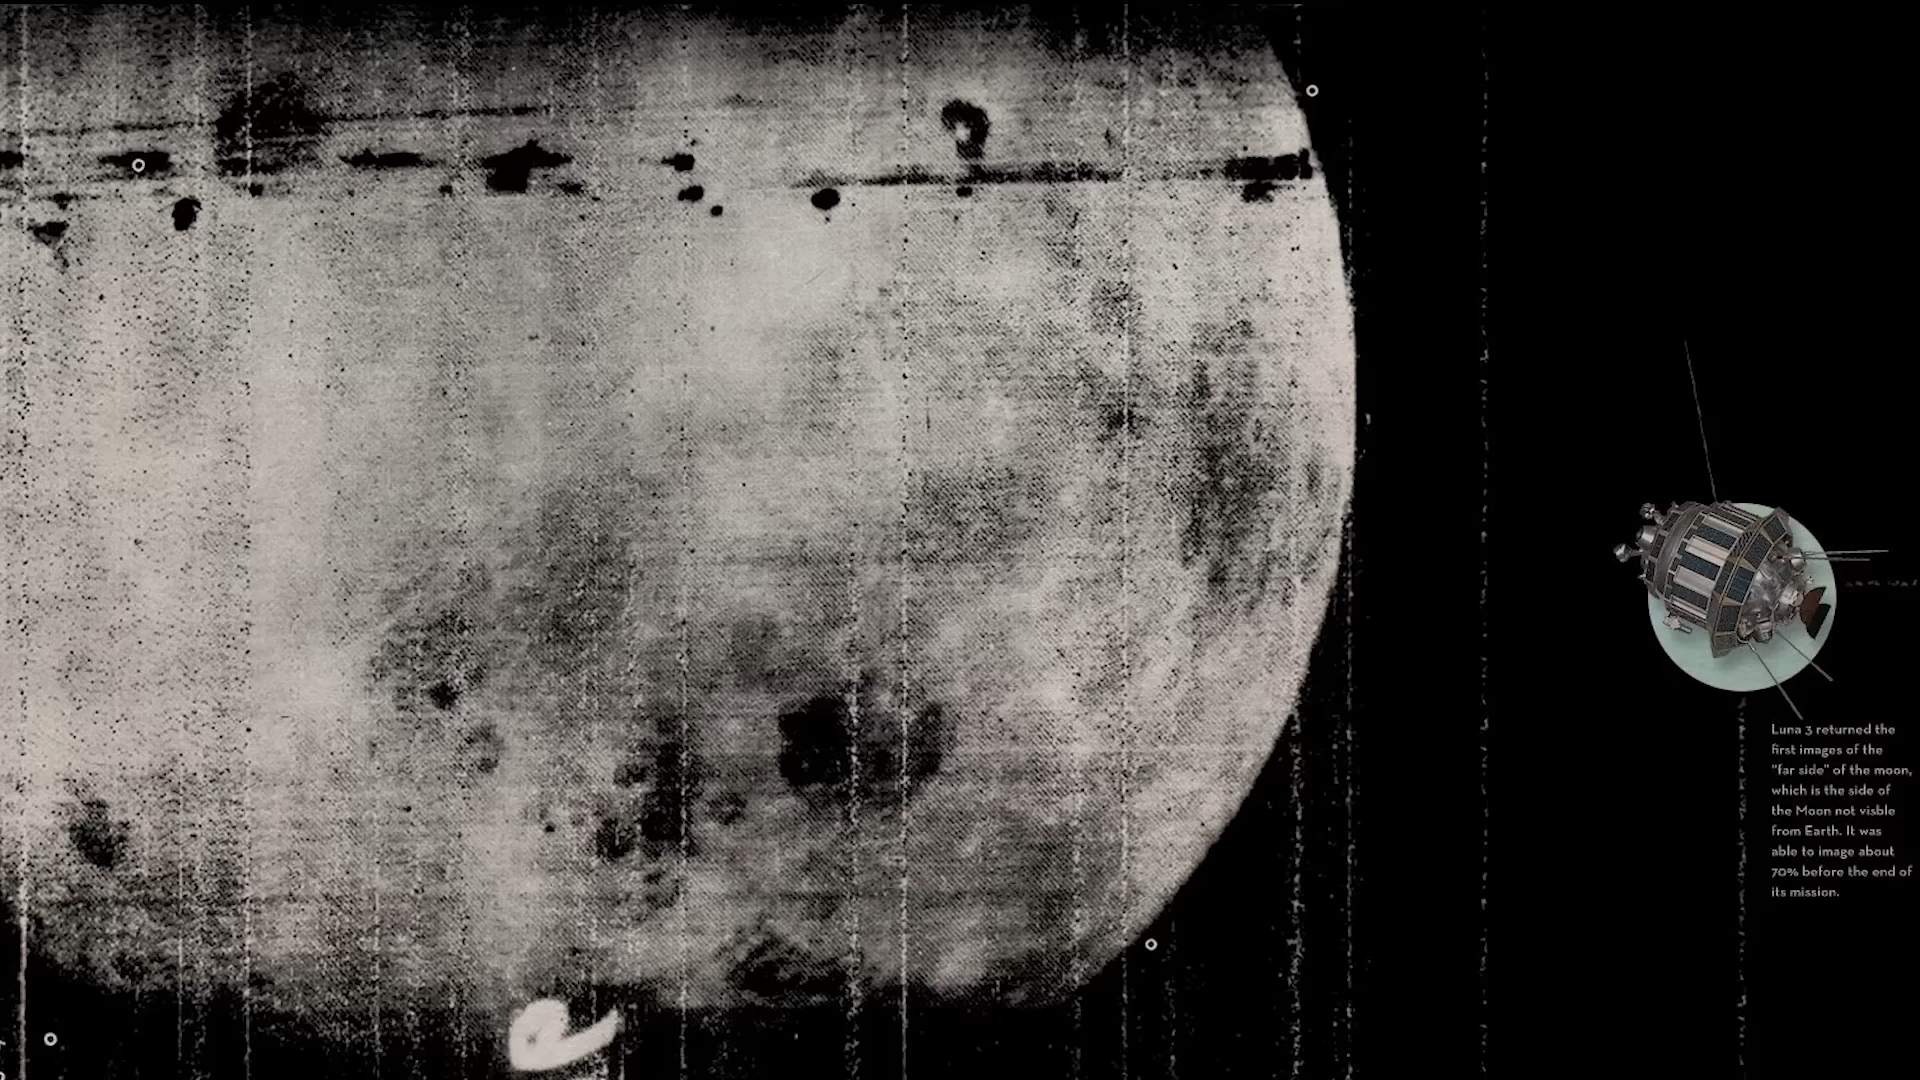 Luna 3 returned the
first images of the
"far side" of the moon,
which is the side of
the Moon not visble
from Earth. It was
able to image about
70% before the end of
its mission.